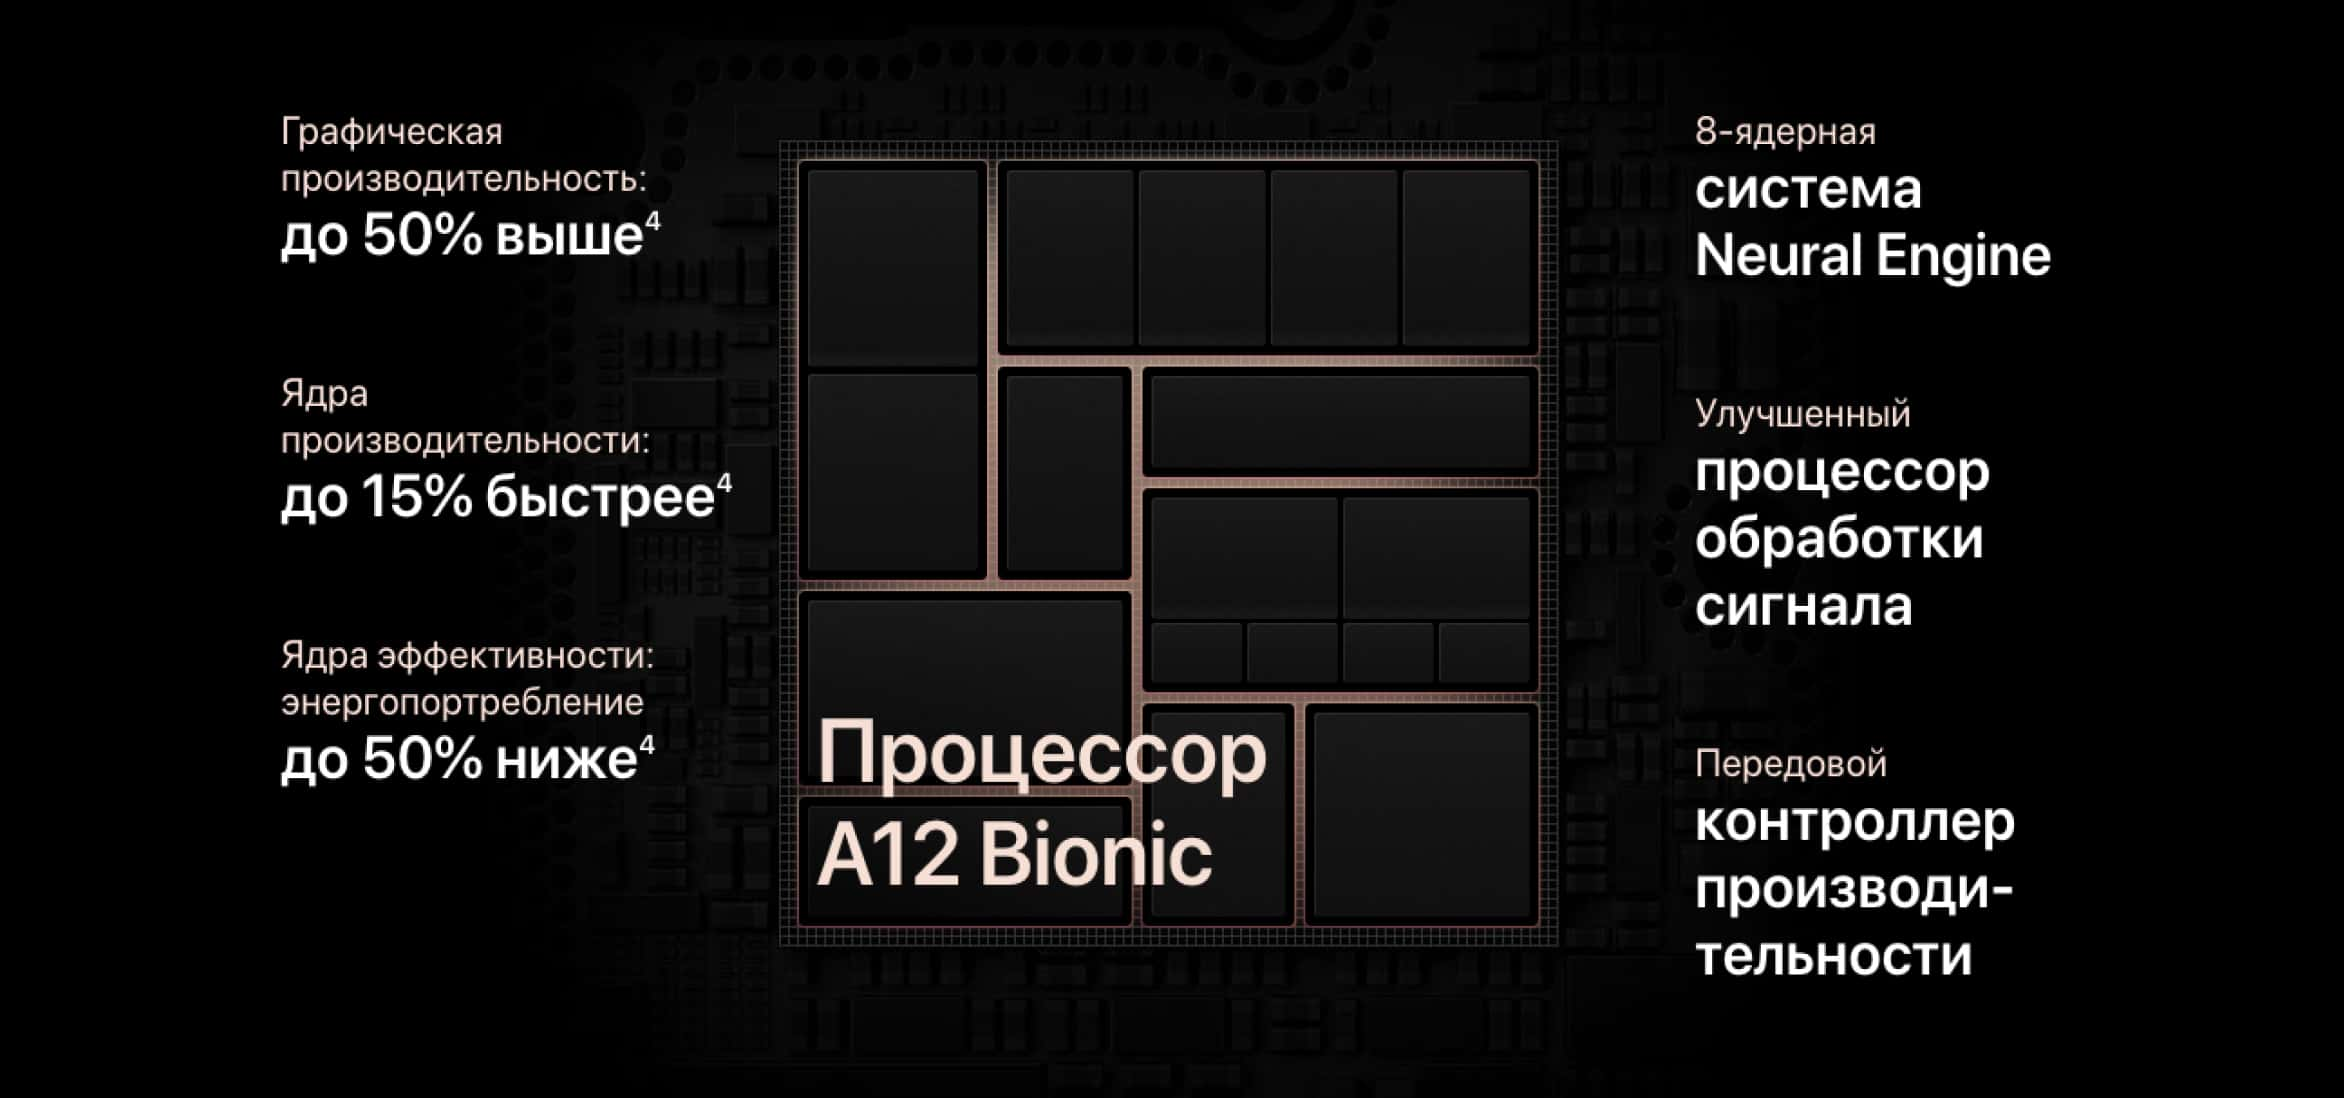 Графическая
производительность:
до 50% выше⁴
Ядра
производительности:
до 15% быстрее⁴
Ядра эффективности:
энергопортребление
до 50% ниже⁴
Процессор
A12 Bionic
8-ядерная
система
Neural Engine
Улучшенный
процессор
обработки
сигнала
Передовой
контроллер
производи-
тельности